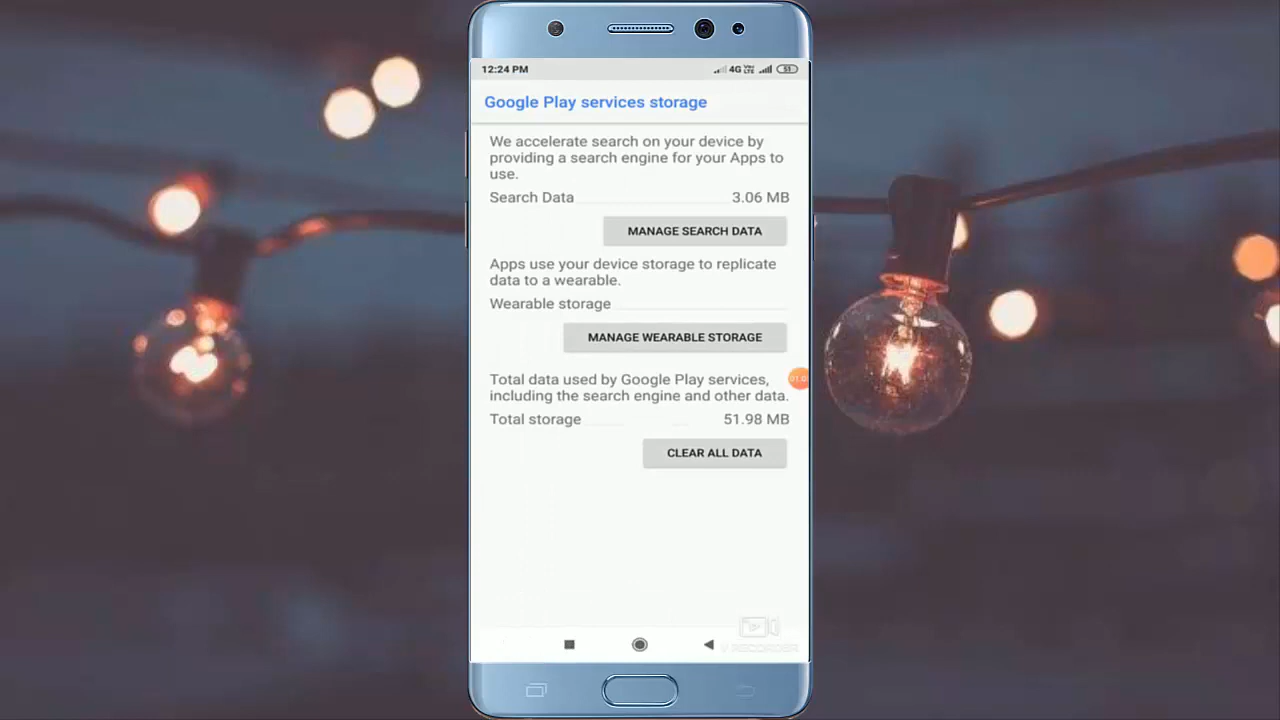 12:24 PM 4G VoLTE 51
Google Play services storage
We accelerate search on your device by
providing a search engine for your Apps to
use.
Search Data 3.06 MB
MANAGE SEARCH DATA
Apps use your device storage to replicate
data to a wearable.
Wearable storage
MANAGE WEARABLE STORAGE
Total data used by Google Play services,
including the search engine and other data.
Total storage 51.98 MB
CLEAR ALL DATA
RECORDER